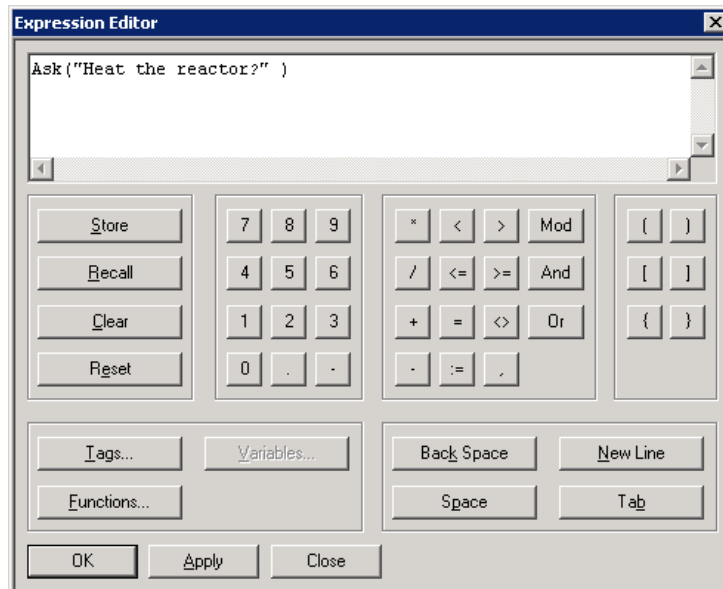 Expression Editor
Ask("Heat the reactor?" )
Store
7 8 9
* < > Mod
( )
Recall
4 5 6
/ <= >= And
[ ]
Clear
1 2 3
+ = <> Or
{ }
Reset
0 . -
- := ,
Tags... Variables...
Back Space New Line
Functions...
Space Tab
OK Apply Close